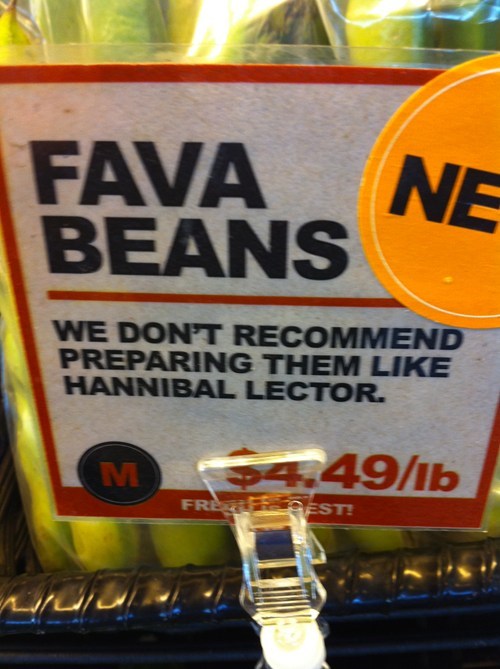 FAVA
BEANS
NE
WE DON'T RECOMMEND
PREPARING THEM LIKE
HANNIBAL LECTOR.
M
$4.49/lb